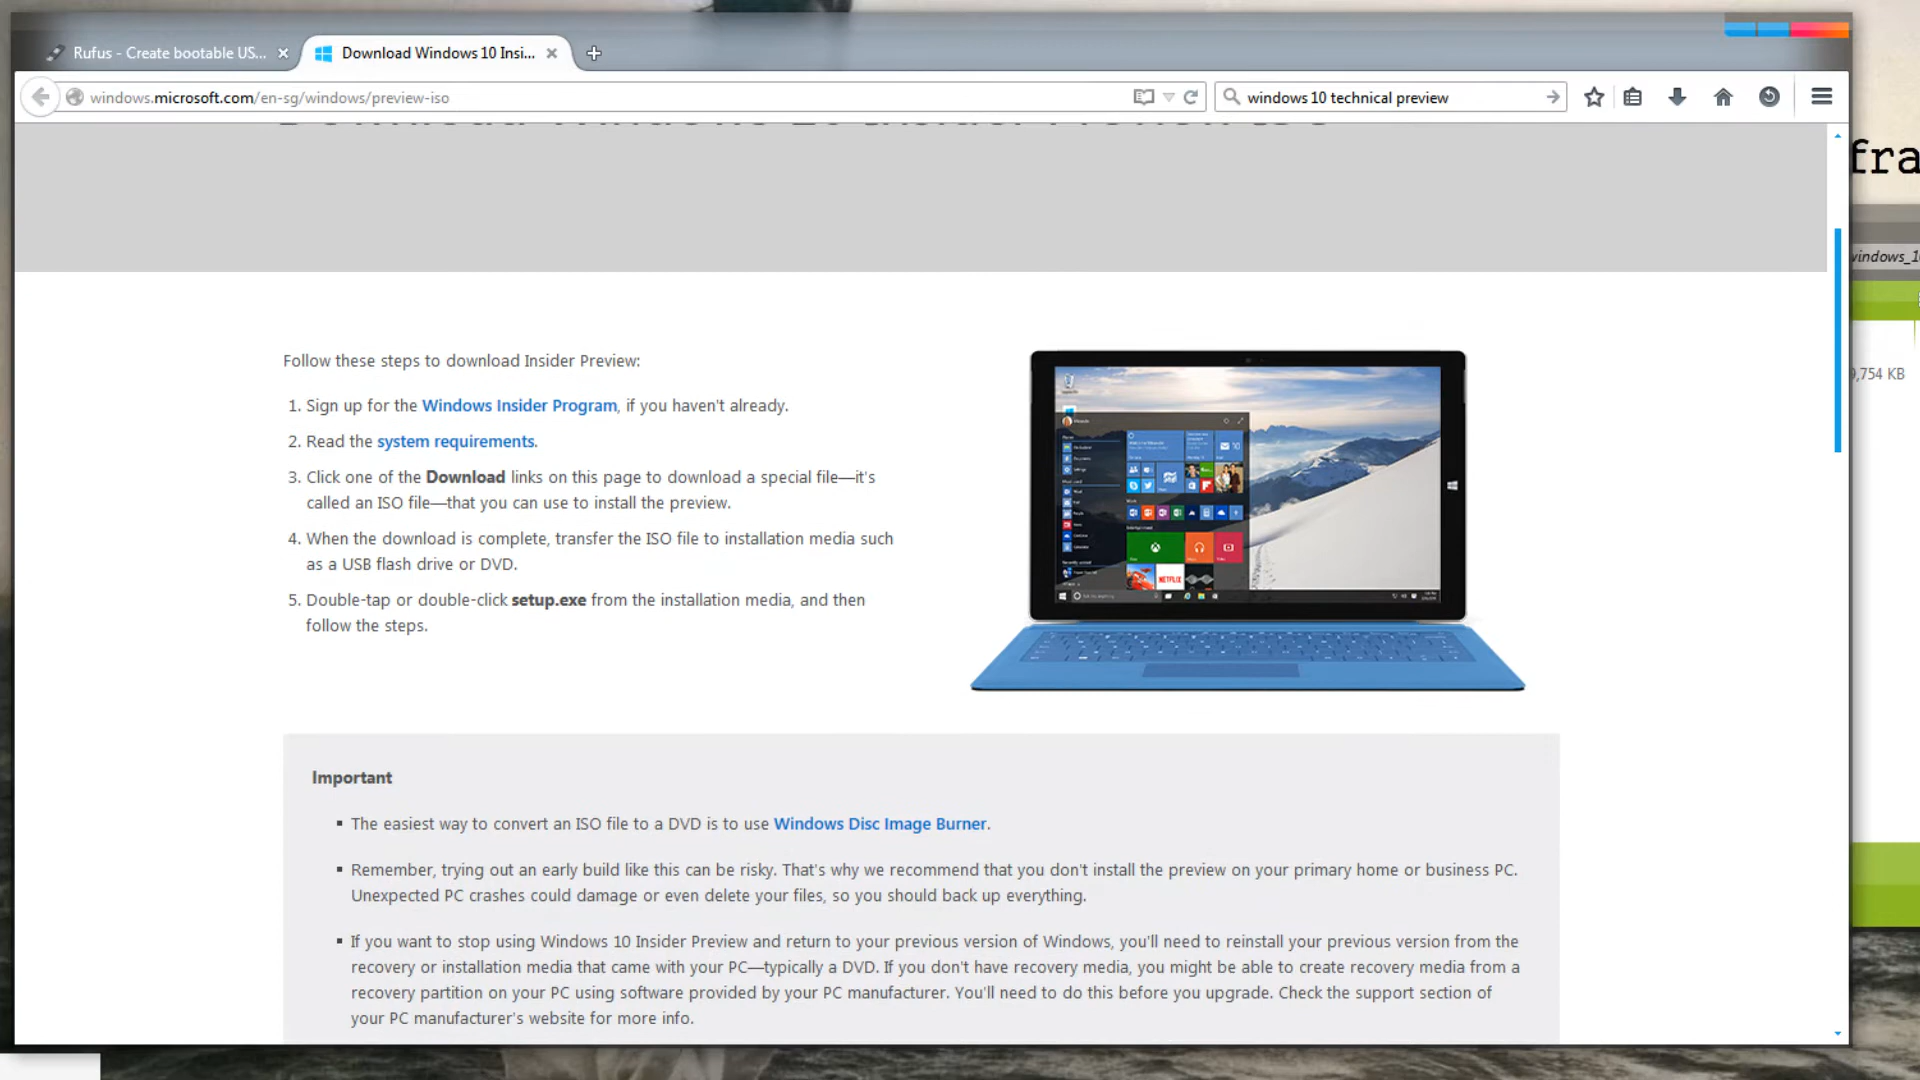 Rufus - Create bootable US...
Download Windows 10 Insi...
windows.microsoft.com/en-sg/windows/preview-iso
windows 10 technical preview
Download Windows 10 Insider Preview ISO
fra
windows_10
9,754 KB
Follow these steps to download Insider Preview:
1. Sign up for the Windows Insider Program, if you haven't already.
2. Read the system requirements.
3. Click one of the Download links on this page to download a special file—it's
called an ISO file—that you can use to install the preview.
4. When the download is complete, transfer the ISO file to installation media such
as a USB flash drive or DVD.
5. Double-tap or double-click setup.exe from the installation media, and then
follow the steps.
NETFLIX
Important
▪ The easiest way to convert an ISO file to a DVD is to use Windows Disc Image Burner.
▪ Remember, trying out an early build like this can be risky. That's why we recommend that you don't install the preview on your primary home or business PC.
Unexpected PC crashes could damage or even delete your files, so you should back up everything.
▪ If you want to stop using Windows 10 Insider Preview and return to your previous version of Windows, you'll need to reinstall your previous version from the
recovery or installation media that came with your PC—typically a DVD. If you don't have recovery media, you might be able to create recovery media from a
recovery partition on your PC using software provided by your PC manufacturer. You'll need to do this before you upgrade. Check the support section of
your PC manufacturer's website for more info.